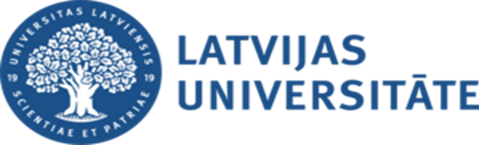 UNIVERSITAS LATVIENSIS
19 19
SCIENTIAE ET PATRIAE
LATVIJAS
UNIVERSITĀTE